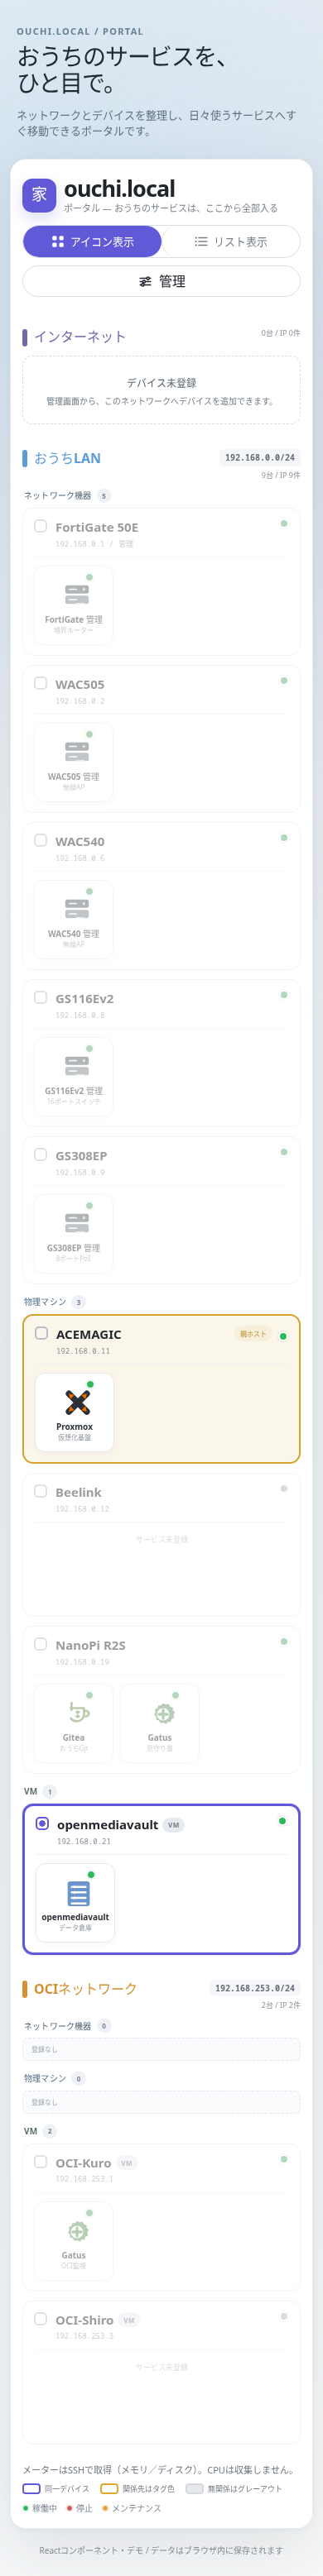 OUCHI.LOCAL / PORTAL
おうちのサービスを、
ひと目で。
ネットワークとデバイスを整理し、日々使うサービスへす
ぐ移動できるポータルです。
家
ouchi.local
ポータル — おうちのサービスは、ここから全部入る
アイコン表示
リスト表示
管理
インターネット
0台 / IP 0件
デバイス未登録
管理画面から、このネットワークへデバイスを追加できます。
おうちLAN
192.168.0.0/24
9台 / IP 9件
ネットワーク機器 5
FortiGate 50E
192.168.0.1 / 管理
FortiGate 管理
境界ルーター
WAC505
192.168.0.2
WAC505 管理
無線AP
WAC540
192.168.0.6
WAC540 管理
無線AP
GS116Ev2
192.168.0.8
GS116Ev2 管理
16ポートスイッチ
GS308EP
192.168.0.9
GS308EP 管理
8ポートPoE
物理マシン 3
ACEMAGIC
親ホスト
192.168.0.11
Proxmox
仮想化基盤
Beelink
192.168.0.12
サービス未登録
NanoPi R2S
192.168.0.19
Gitea
おうちGit
Gatus
見守り番
VM 1
openmediavault VM
192.168.0.21
openmediavault
データ倉庫
OCIネットワーク
192.168.253.0/24
2台 / IP 2件
ネットワーク機器 0
登録なし
物理マシン 0
登録なし
VM 2
OCI-Kuro VM
192.168.253.1
Gatus
OCI監視
OCI-Shiro VM
192.168.253.3
サービス未登録
メーターはSSHで取得（メモリ／ディスク）。CPUは収集しません。
同一デバイス
関係先はタグ色
無関係はグレーアウト
稼働中
停止
メンテナンス
Reactコンポーネント・デモ / データはブラウザ内に保存されます